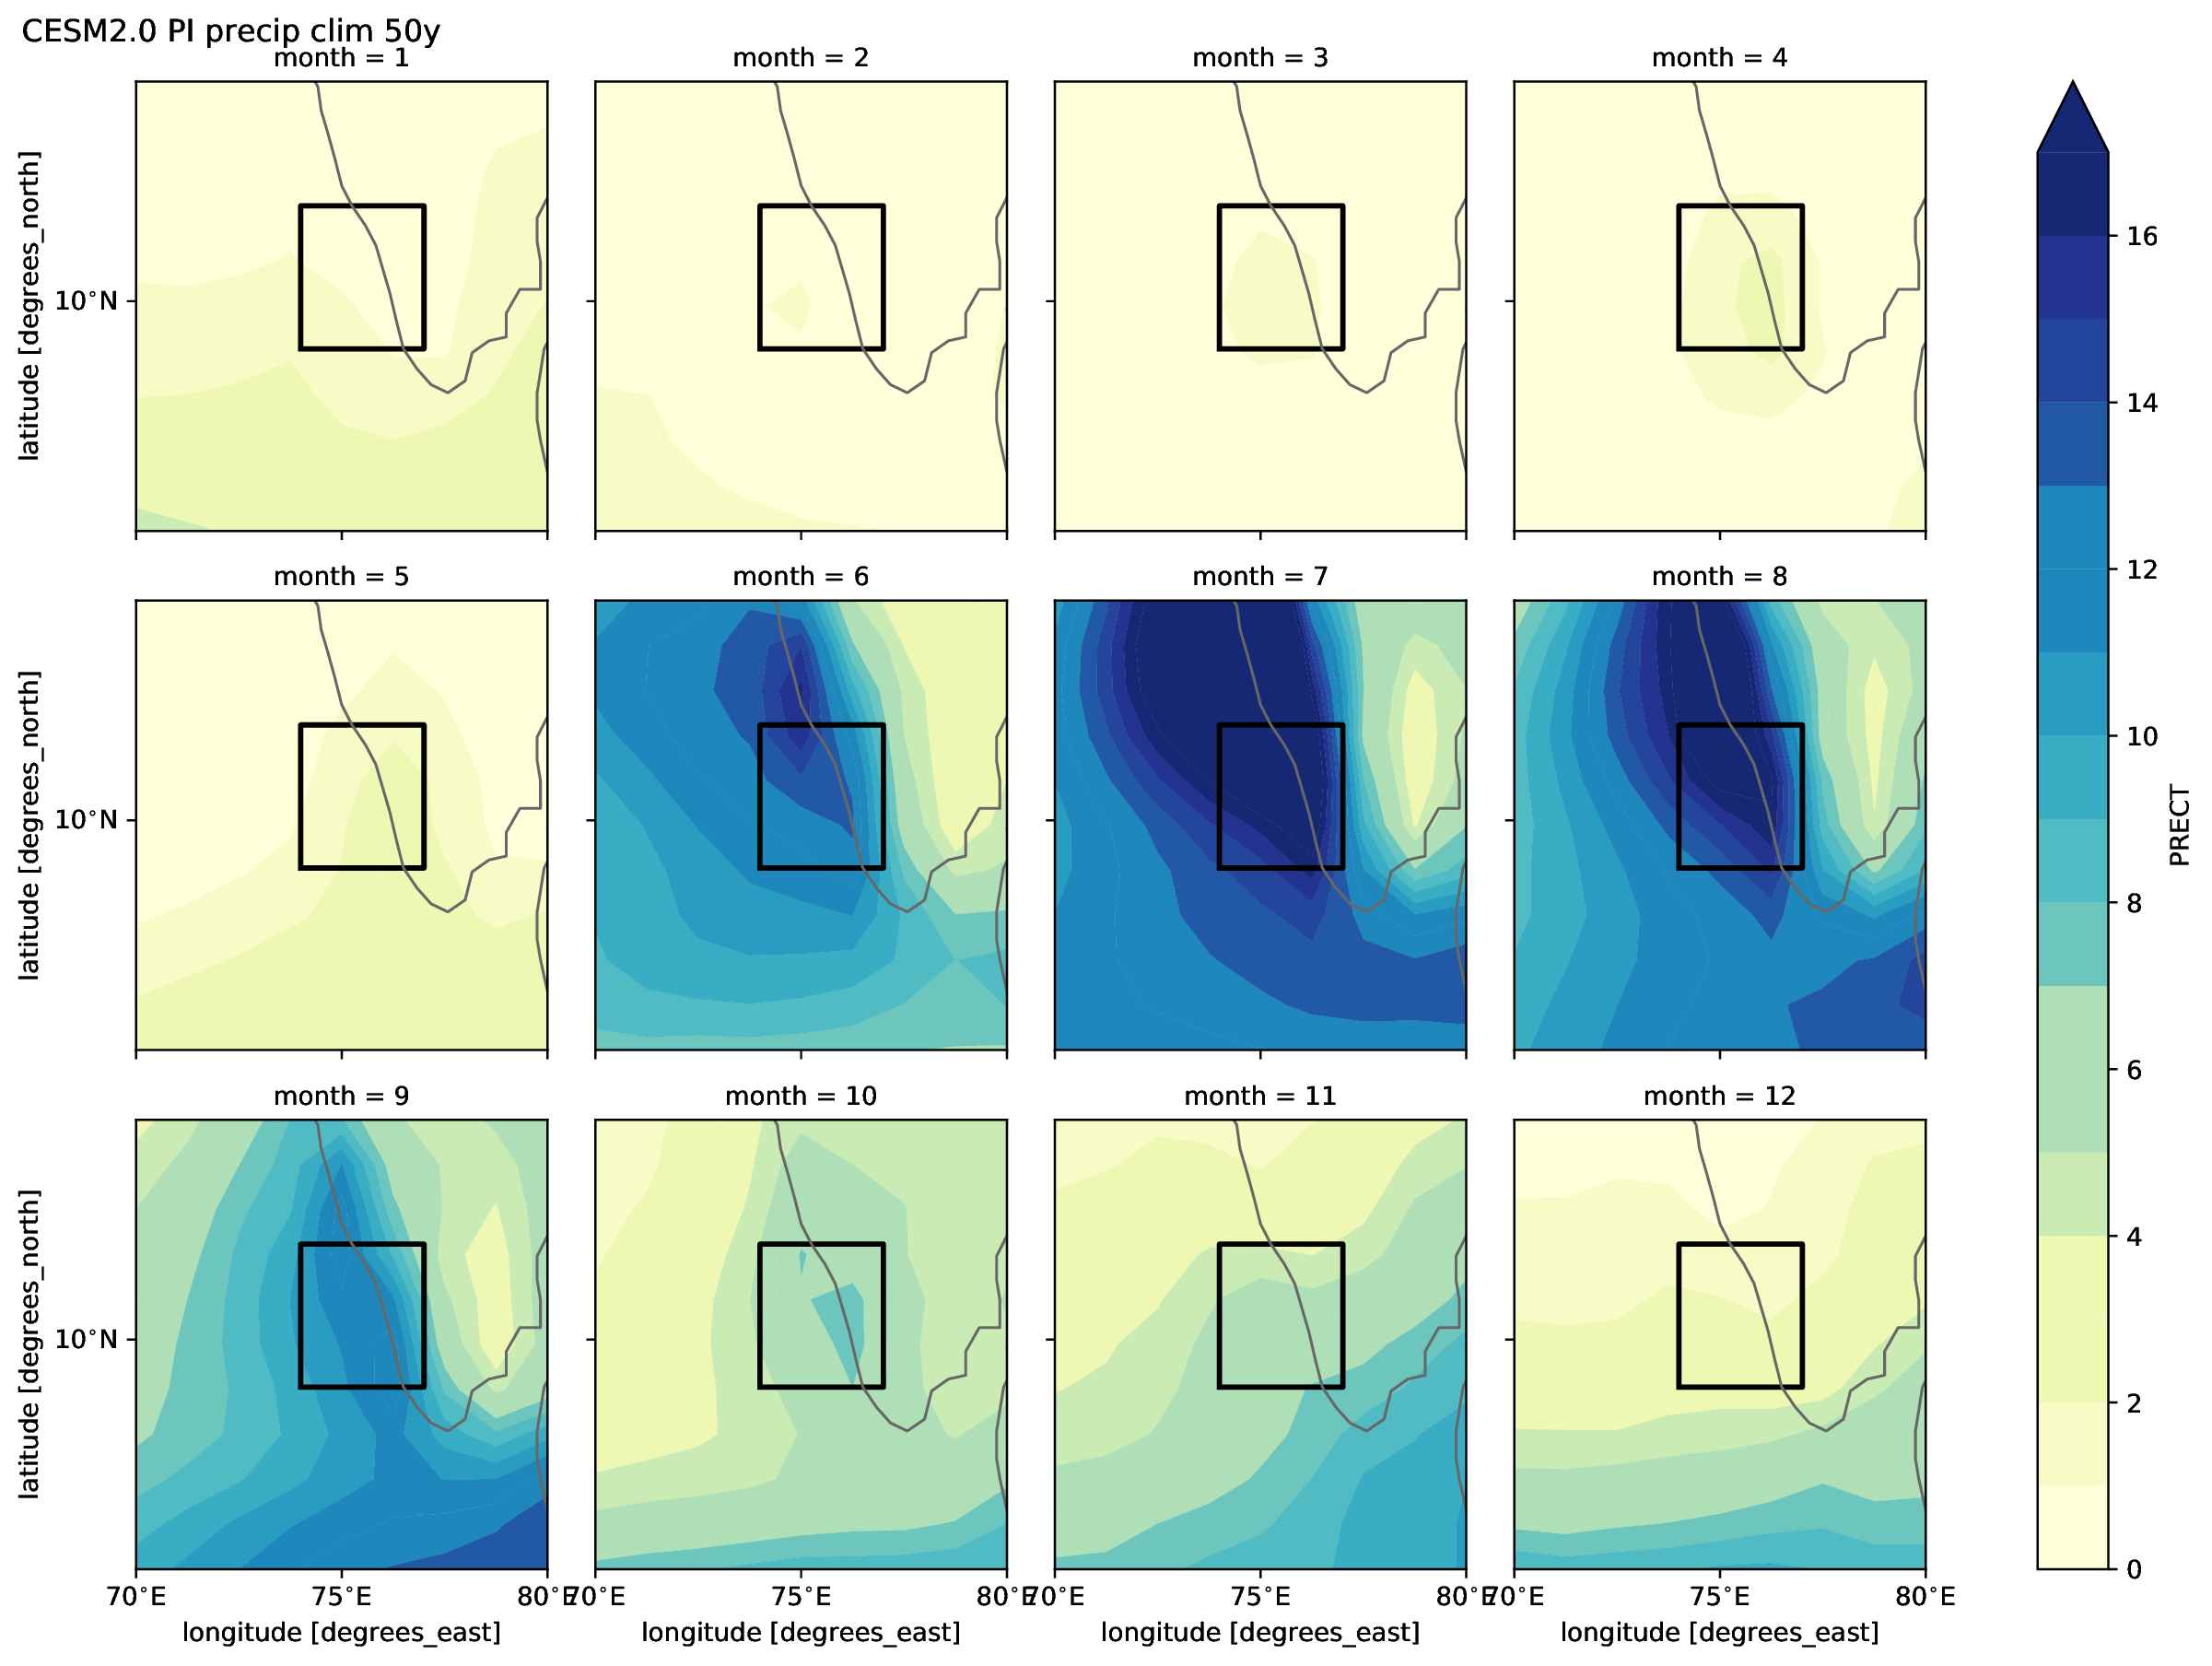 CESM2.0 PI precip clim 50y
month = 1
month = 2
month = 3
month = 4
latitude [degrees_north]
10°N
month = 5
month = 6
month = 7
month = 8
latitude [degrees_north]
10°N
month = 9
month = 10
month = 11
month = 12
latitude [degrees_north]
10°N
70°E 75°E 80°E
70°E 75°E 80°E
70°E 75°E 80°E
70°E 75°E 80°E
longitude [degrees_east]
longitude [degrees_east]
longitude [degrees_east]
longitude [degrees_east]
16
14
12
10
8
6
4
2
0
PRECT